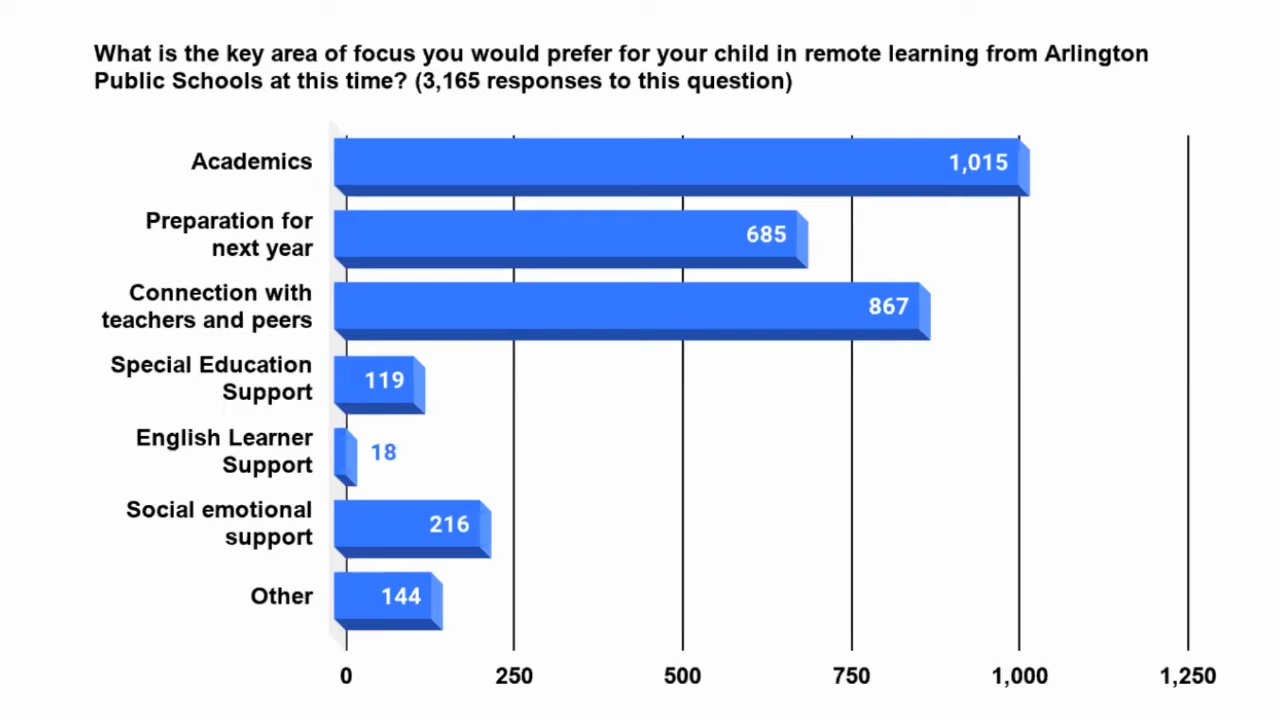 What is the key area of focus you would prefer for your child in remote learning from Arlington
Public Schools at this time? (3,165 responses to this question)
Academics
1,015
Preparation for
next year
685
Connection with
teachers and peers
867
Special Education
Support
119
English Learner
Support
18
Social emotional
support
216
Other
144
0
250
500
750
1,000
1,250